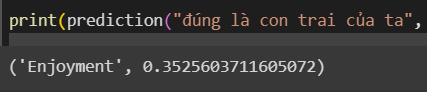 print(prediction("đúng là con trai của ta",
('Enjoyment', 0.3525603711605072)